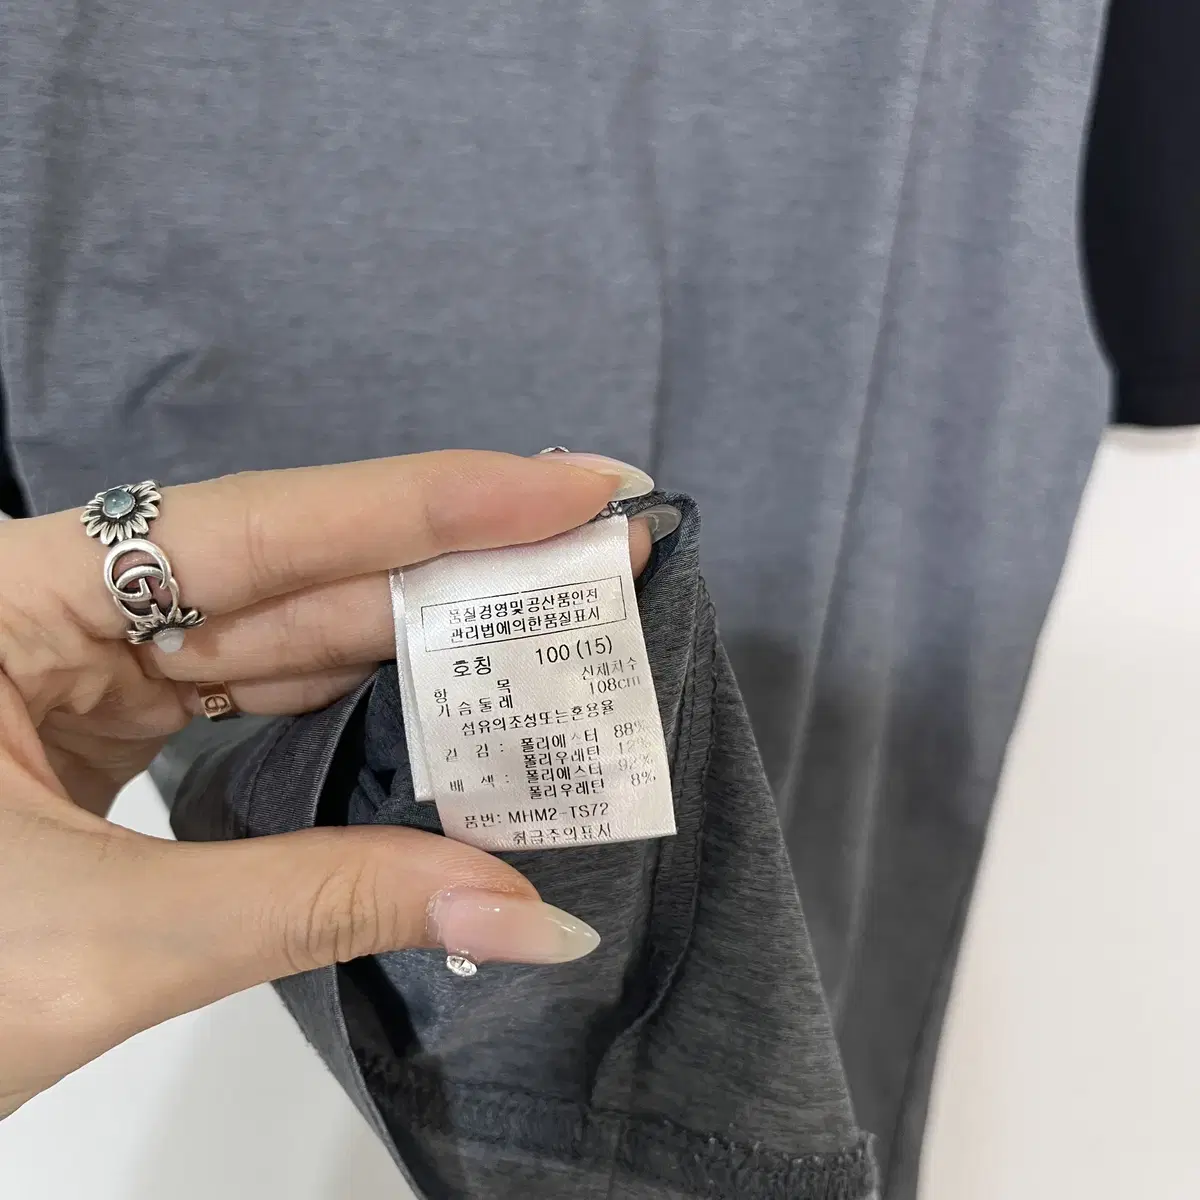 품질경영및공산품안전
관리법에의한품질표시
호칭 100(15)
항 목 신체치수
가슴둘레 108cm
섬유의조성또는혼용율
겉 감: 폴리에스터 88%
폴리우레탄 12%
배 색: 폴리에스터 92%
폴리우레탄 8%
품번: MHM2-TS72
취급주의표시